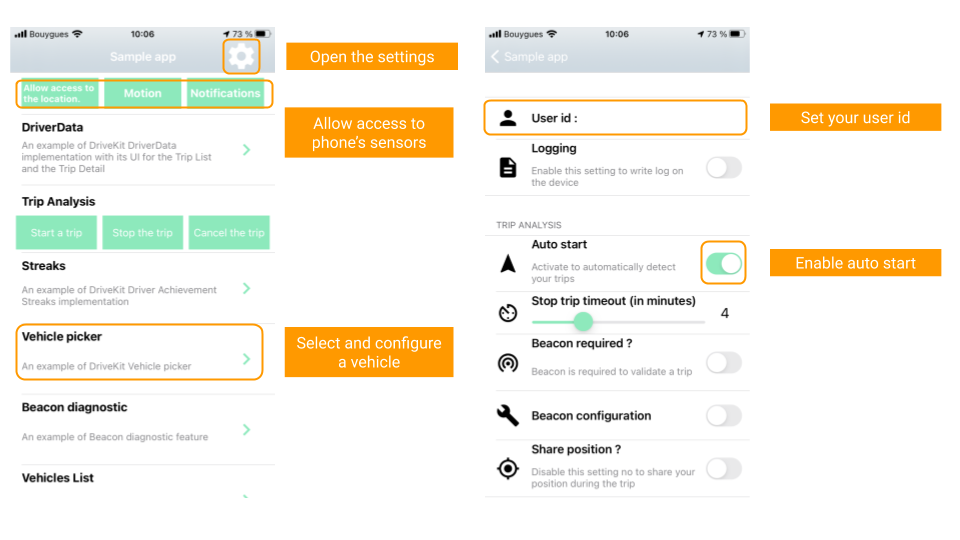 Bouygues 10:06 73 %
Sample app
Open the settings
Allow access to
the location.
Motion
Notifications
Allow access to
phone's sensors
DriverData
An example of DriveKit DriverData
implementation with its UI for the Trip List
and the Trip Detail
Trip Analysis
Start a trip
Stop the trip
Cancel the trip
Streaks
An example of DriveKit Driver Achievement
Streaks implementation
Vehicle picker
An example of DriveKit Vehicle picker
Select and configure
a vehicle
Beacon diagnostic
An example of Beacon diagnostic feature
Vehicles List
Bouygues 10:06 73 %
Sample app
User id :
Set your user id
Logging
Enable this setting to write log on
the device
TRIP ANALYSIS
Auto start
Activate to automatically detect
your trips
Enable auto start
Stop trip timeout (in minutes)
4
Beacon required ?
Beacon is required to validate a trip
Beacon configuration
Share position ?
Disable this setting no to share your
position during the trip